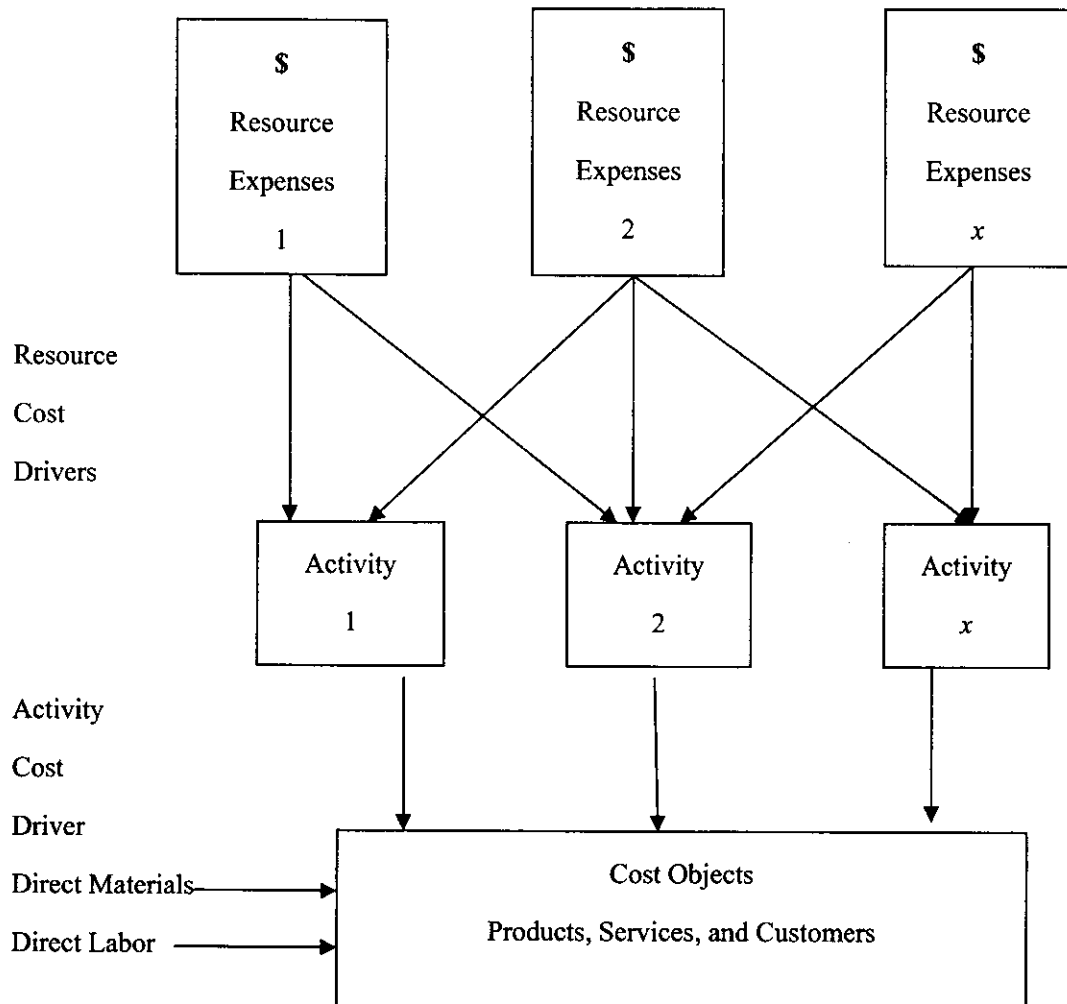 $
Resource
Expenses
1
$
Resource
Expenses
2
$
Resource
Expenses
x
Resource
Cost
Drivers
Activity
1
Activity
2
Activity
x
Activity
Cost
Driver
Direct Materials
Direct Labor
Cost Objects
Products, Services, and Customers